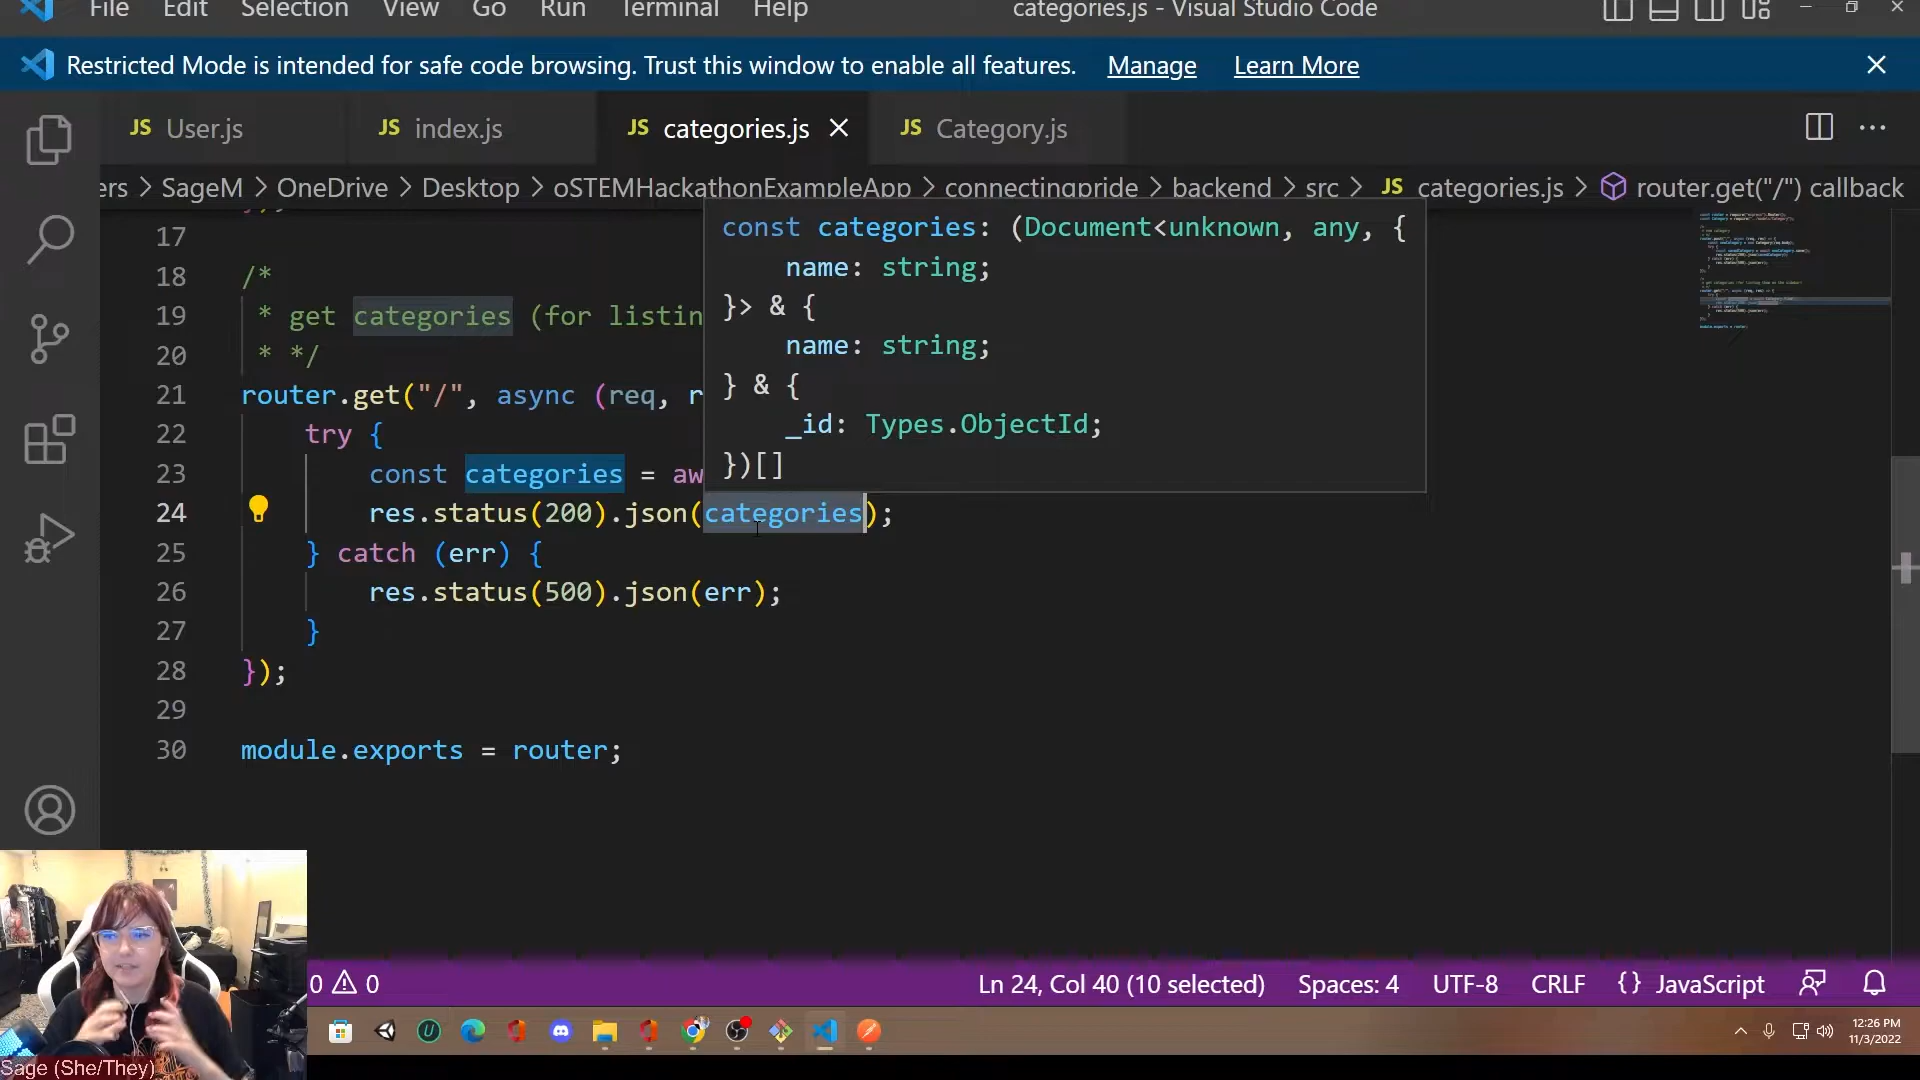 File Edit Selection View Go Run Terminal Help categories.js - Visual Studio Code
Restricted Mode is intended for safe code browsing. Trust this window to enable all features. Manage Learn More
JS User.js JS index.js JS categories.js JS Category.js
ers > SageM > OneDrive > Desktop > oSTEMHackathonExampleApp > connectingpride > backend > src > JS categories.js > router.get("/") callback
const categories: (Document<unknown, any, {
name: string;
}> & {
name: string;
} & {
_id: Types.ObjectId;
})[]
17
18 /*
19 * get categories (for listin
20 * */
21 router.get("/", async (req, r
22 try {
23 const categories = aw
24 res.status(200).json(categories);
25 } catch (err) {
26 res.status(500).json(err);
27 }
28 });
29
30 module.exports = router;
0 0 Ln 24, Col 40 (10 selected) Spaces: 4 UTF-8 CRLF {} JavaScript
12:26 PM
11/3/2022
Sage (She/They)